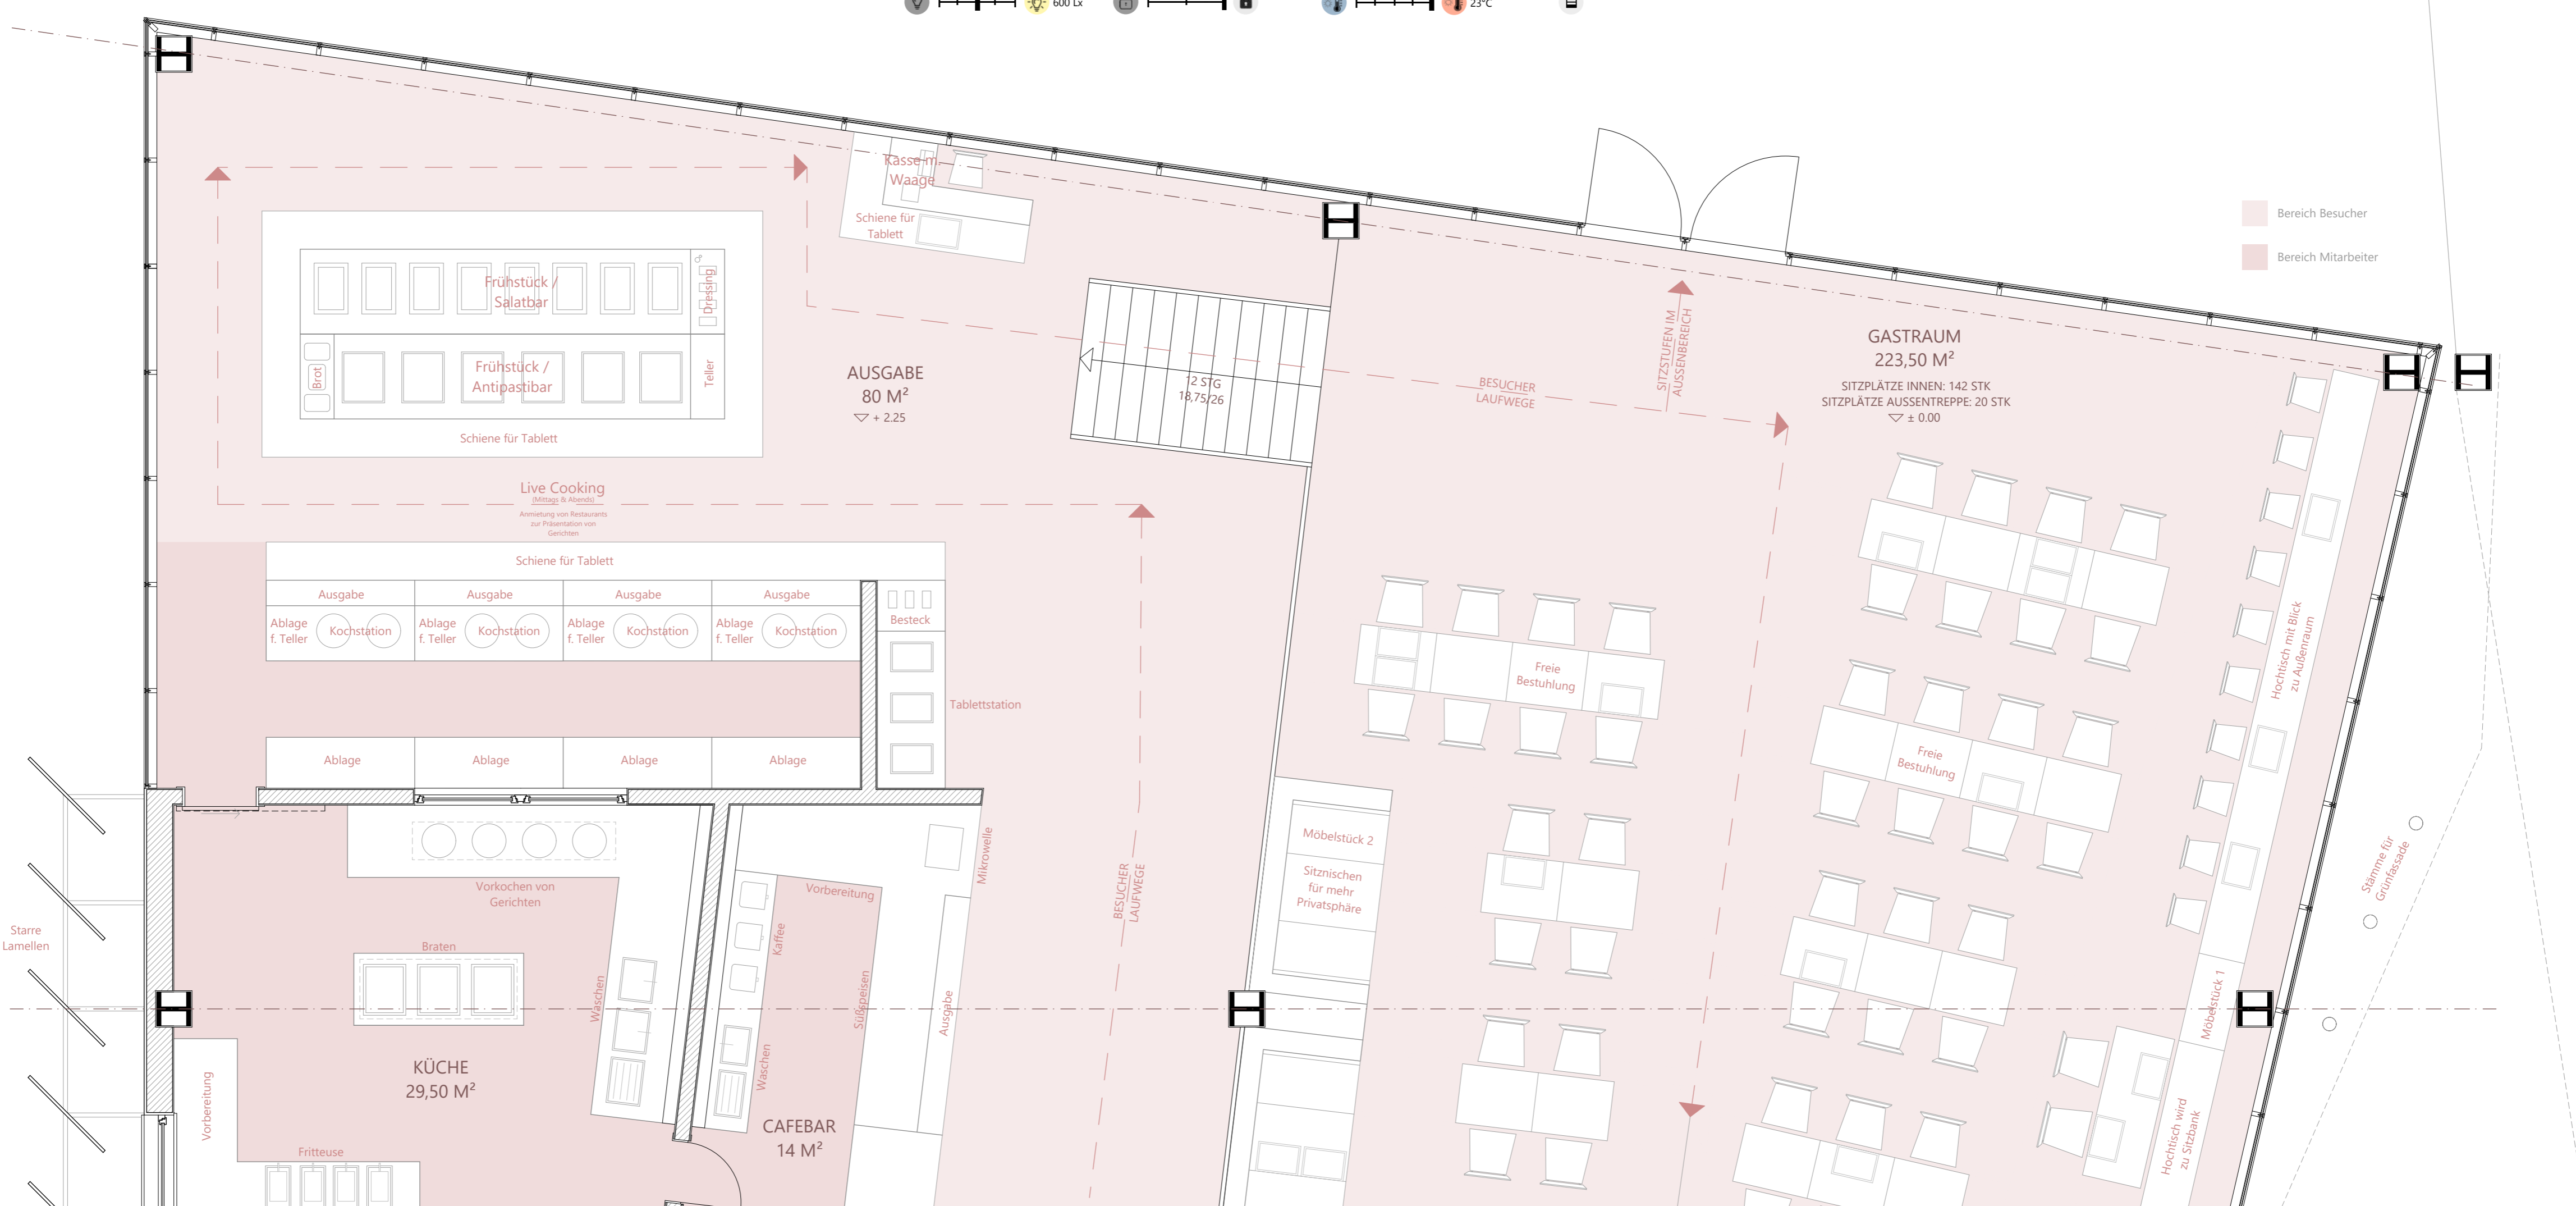 600 Lx
23°C
Kasse m.
Waage
Schiene für
Tablett
Bereich Besucher
Bereich Mitarbeiter
Frühstück /
Salatbar
Dressing
Frühstück /
Antipastibar
Brot
Teller
Schiene für Tablett
AUSGABE
80 M²
+ 2.25
12 STG
18,75/26
BESUCHER
LAUFWEGE
SITZSTUFEN IM
AUSSENBEREICH
GASTRAUM
223,50 M²
SITZPLÄTZE INNEN: 142 STK
SITZPLÄTZE AUSSENTREPPE: 20 STK
± 0.00
Live Cooking
(Mittags & Abends)
Anmietung von Restaurants
zur Präsentation von
Gerichten
Schiene für Tablett
Ausgabe
Ausgabe
Ausgabe
Ausgabe
Ablage
f. Teller
Kochstation
Ablage
f. Teller
Kochstation
Ablage
f. Teller
Kochstation
Ablage
f. Teller
Kochstation
Besteck
Tablettstation
Ablage
Ablage
Ablage
Ablage
Freie
Bestuhlung
Freie
Bestuhlung
Hochtisch mit Blick
zu Außenraum
Möbelstück 2
Sitznischen
für mehr
Privatsphäre
Stämme für
Grünfassade
Starre
Lamellen
Vorkochen von
Gerichten
Braten
Waschen
Vorbereitung
Mikrowelle
Kaffee
Süßspeisen
Ausgabe
Waschen
BESUCHER
LAUFWEGE
Möbelstück 1
Hochtisch wird
zu Sitzbank
KÜCHE
29,50 M²
Vorbereitung
Fritteuse
CAFEBAR
14 M²